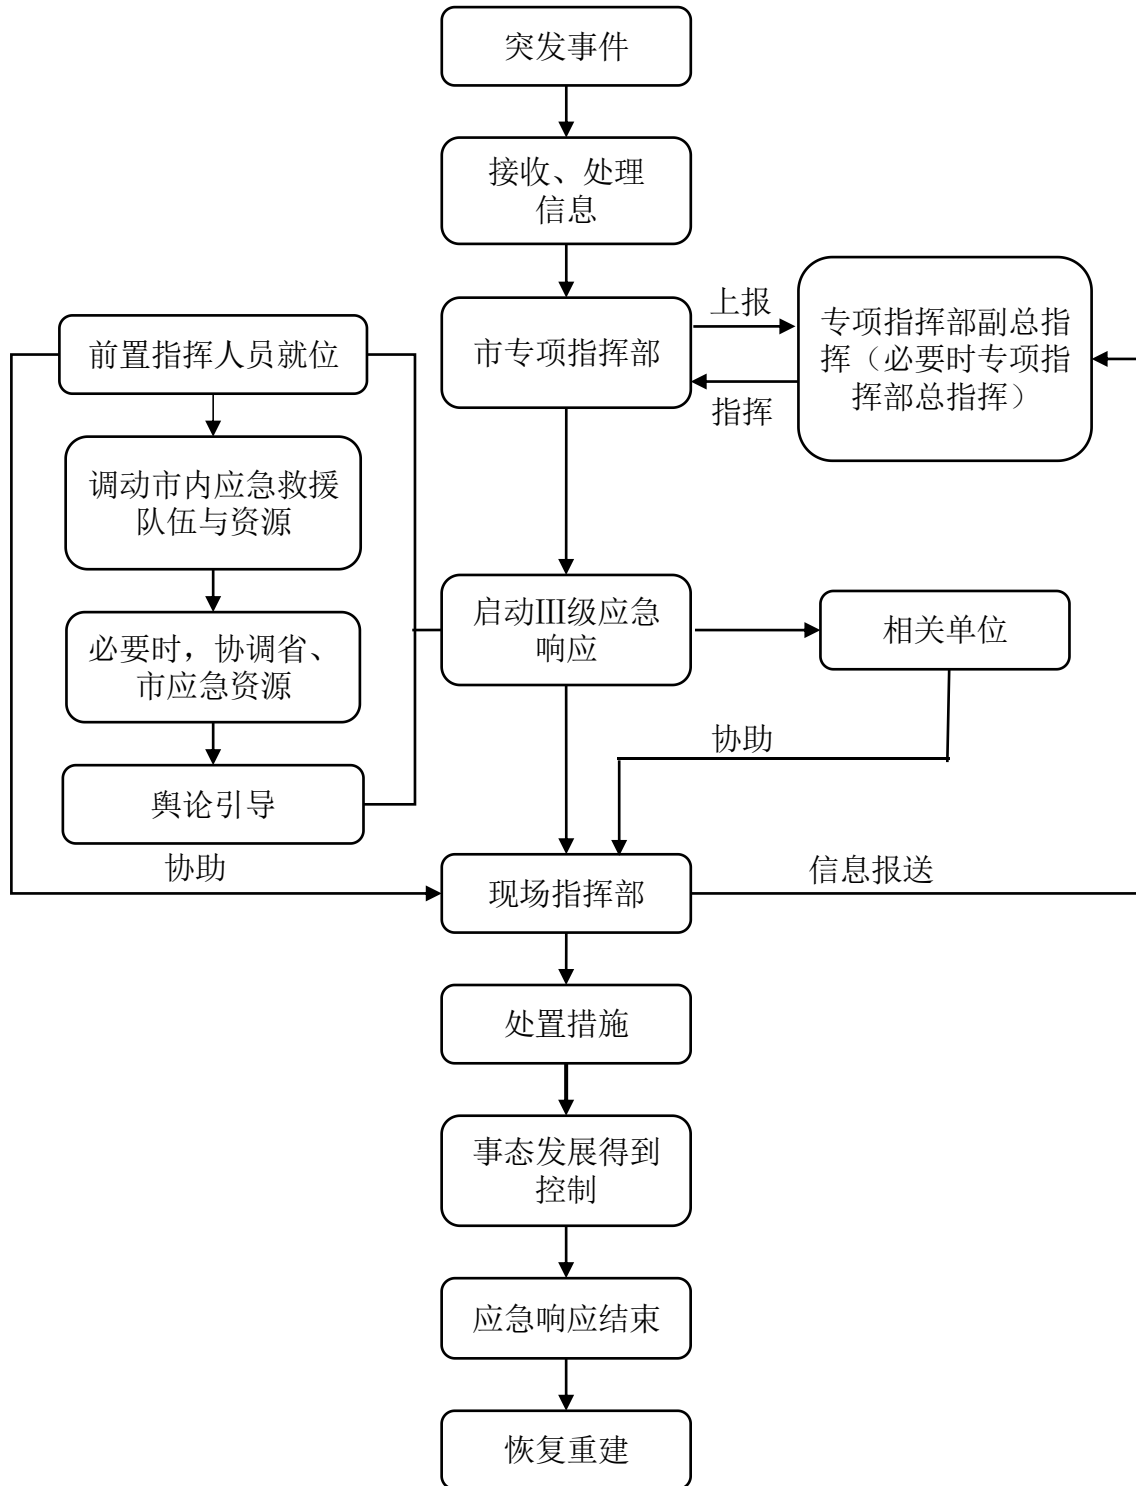 突发事件
接收、处理
信息
市专项指挥部
上报
指挥
专项指挥部副总指
挥（必要时专项指
挥部总指挥）
前置指挥人员就位
调动市内应急救援
队伍与资源
必要时，协调省、
市应急资源
舆论引导
启动III级应急
响应
相关单位
协助
协助
现场指挥部
信息报送
处置措施
事态发展得到
控制
应急响应结束
恢复重建